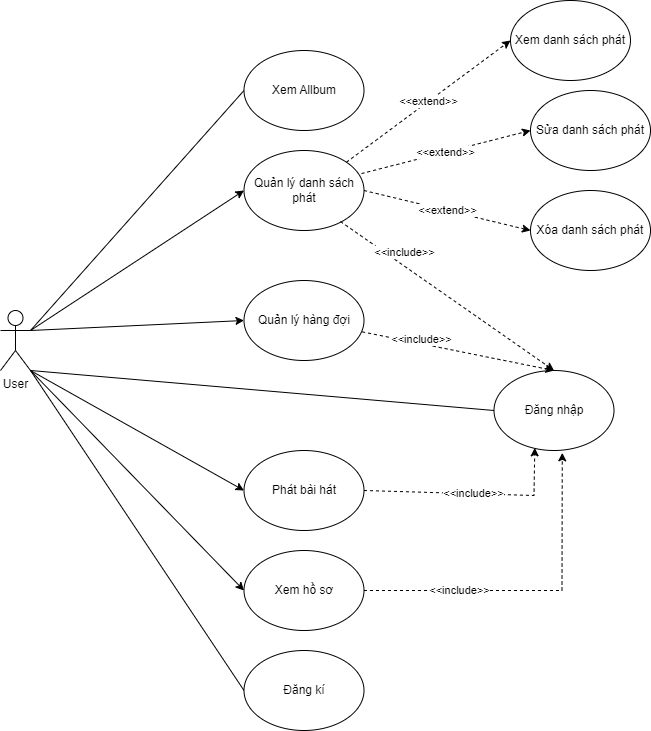 Xem danh sách phát
Xem Allbum
<<extend>>
Sửa danh sách phát
<<extend>>
Quản lý danh sách
phát
<<extend>>
Xóa danh sách phát
<<include>>
Quản lý hàng đợi
<<include>>
User
Đăng nhập
Phát bài hát
<<include>>
Xem hồ sơ
<<include>>
Đăng kí